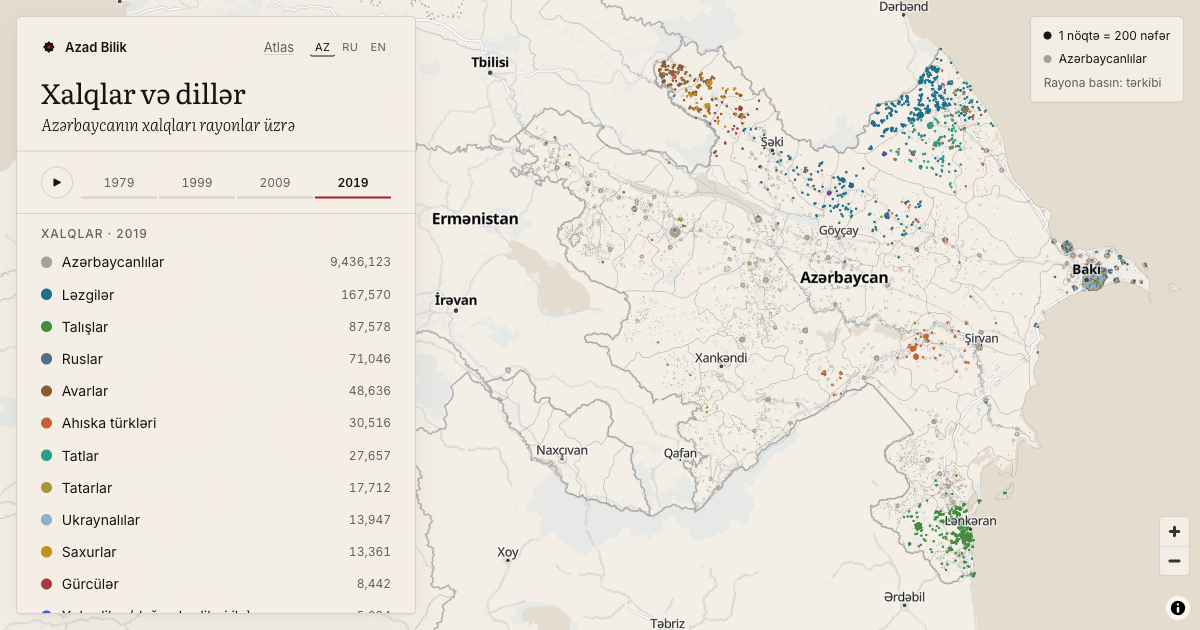 Azad Bilik
Atlas
AZ RU EN
Xalqlar və dillər
Azərbaycanın xalqları rayonlar üzrə
1979 1999 2009 2019
XALQLAR · 2019
Azərbaycanlılar 9,436,123
Ləzgilər 167,570
Talışlar 87,578
Ruslar 71,046
Avarlar 48,636
Ahıska türkləri 30,516
Tatlar 27,657
Tatarlar 17,712
Ukraynalılar 13,947
Saxurlar 13,361
Gürcülər 8,442
1 nöqtə = 200 nəfər
Azərbaycanlılar
Rayona basın: tərkibi
Dərbənd
Tbilisi
Şəki
Ermənistan
Göyçay
Bakı
Azərbaycan
İrəvan
Şirvan
Xankəndi
Naxçıvan
Qafan
Lənkəran
Xoy
Ərdəbil
Təbriz